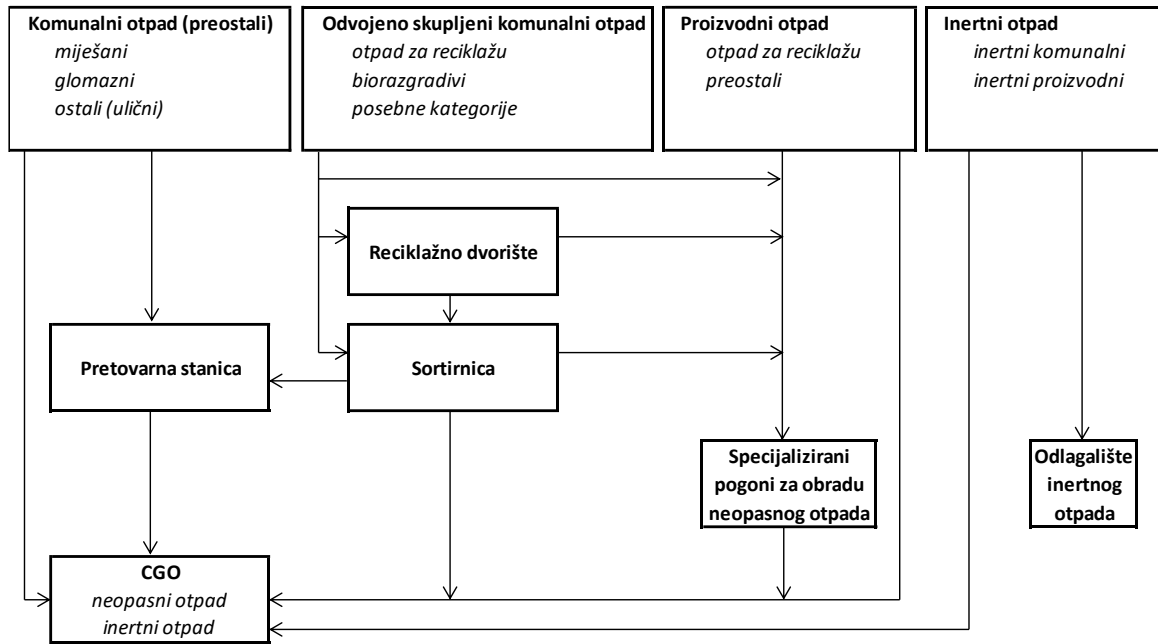 Komunalni otpad (preostali)
miješani
glomazni
ostali (ulični)
Odvojeno skupljeni komunalni otpad
otpad za reciklažu
biorazgradivi
posebne kategorije
Proizvodni otpad
otpad za reciklažu
preostali
Inertni otpad
inertni komunalni
inertni proizvodni
Reciklažno dvorište
Pretovarna stanica
Sortirnica
Specijalizirani
pogoni za obradu
neopasnog otpada
Odlagalište
inertnog
otpada
CGO
neopasni otpad
inertni otpad